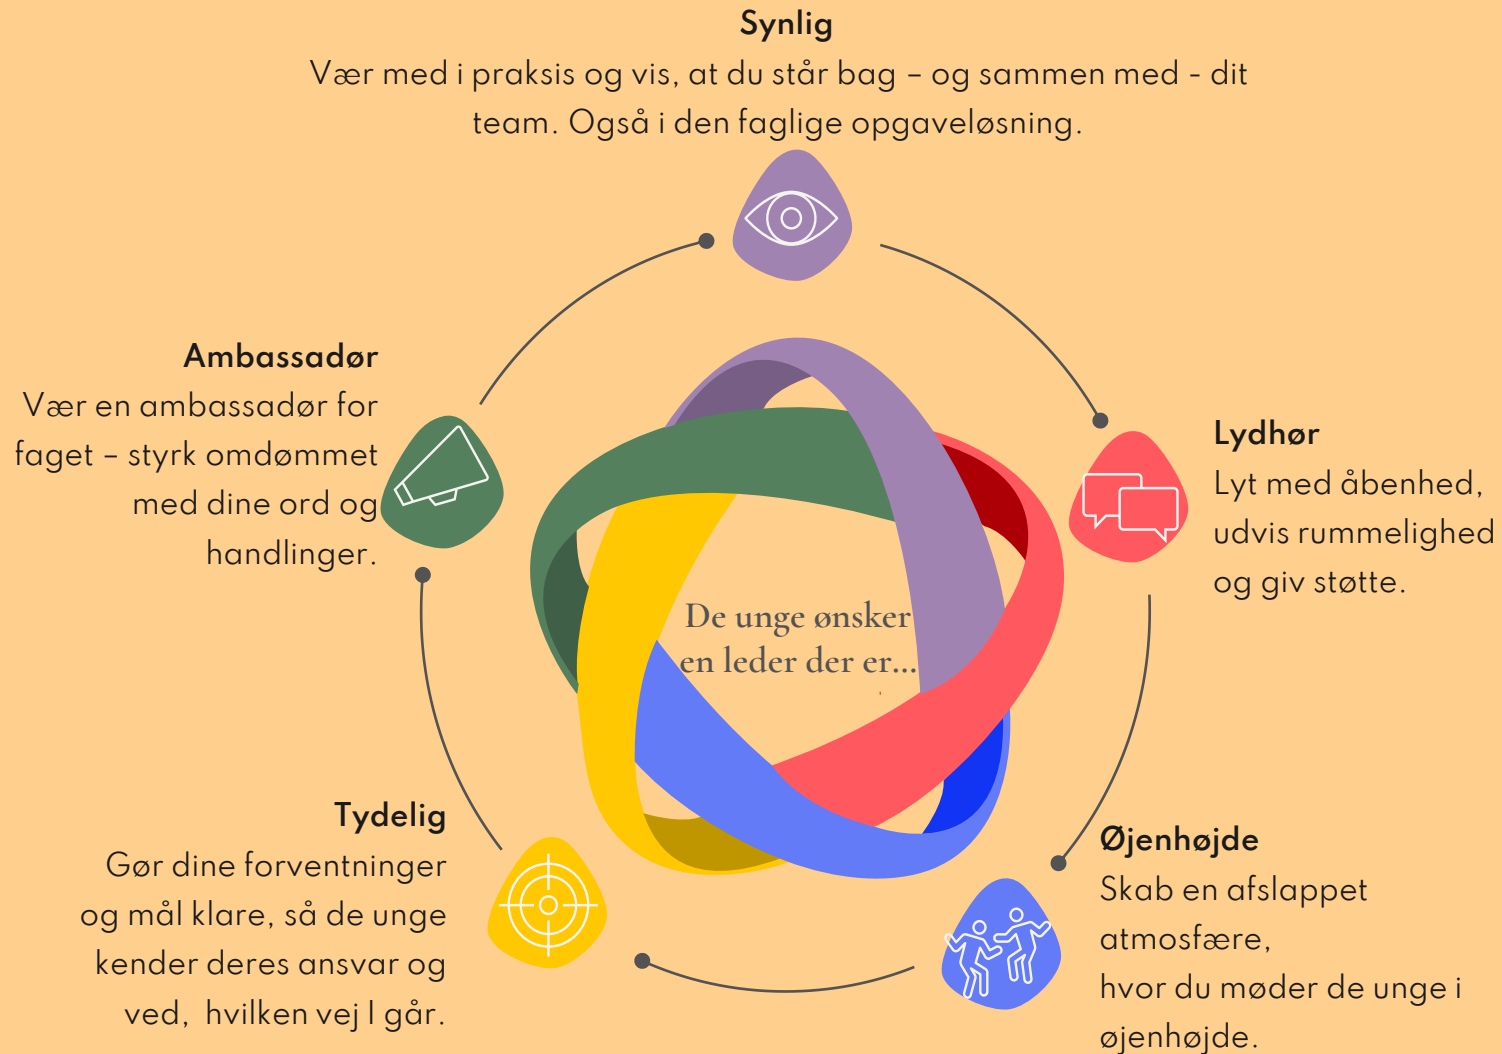 Synlig
Vær med i praksis og vis, at du står bag – og sammen med - dit
team. Også i den faglige opgaveløsning.
Ambassadør
Vær en ambassadør for
faget – styrk omdømmet
med dine ord og
handlinger.
Lydhør
Lyt med åbenhed,
udvis rummelighed
og giv støtte.
De unge ønsker
en leder der er...
Tydelig
Gør dine forventninger
og mål klare, så de unge
kender deres ansvar og
ved, hvilken vej I går.
Øjenhøjde
Skab en afslappet
atmosfære,
hvor du møder de unge i
øjenhøjde.